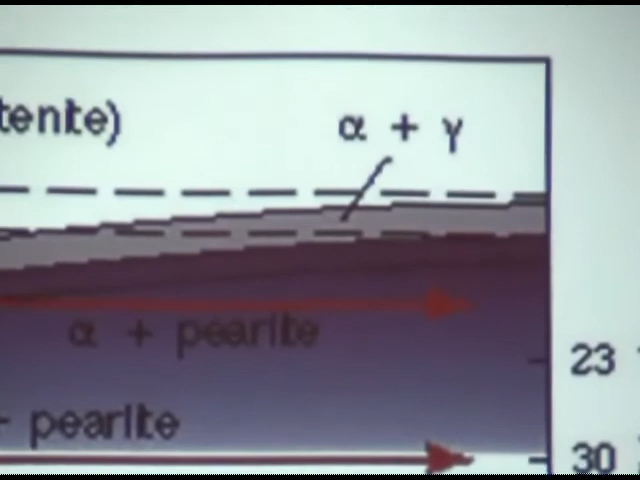 tenite)
α + γ
α + pearlite
23
- pearlite
30